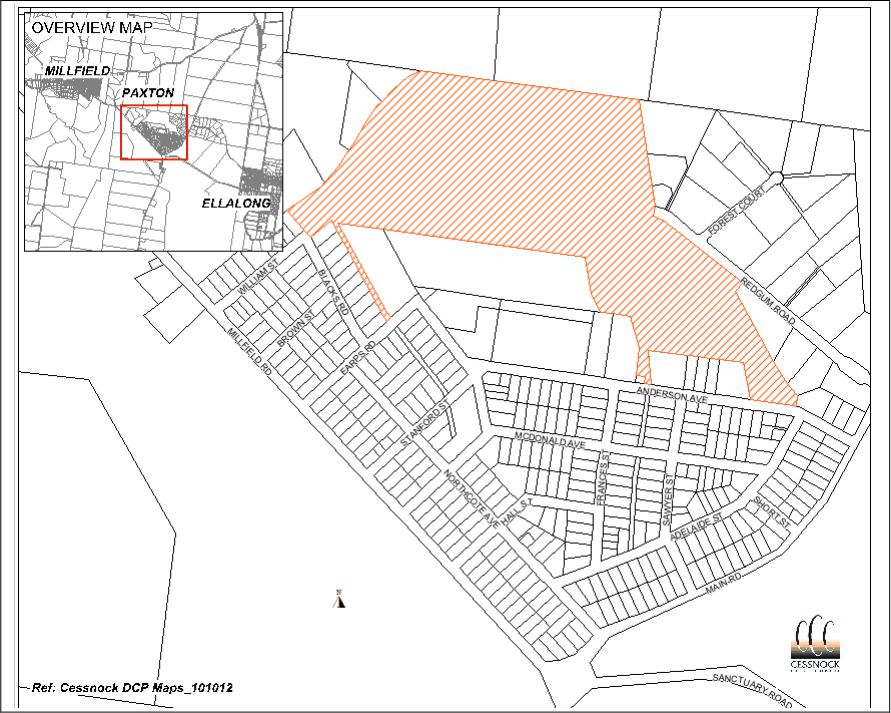 OVERVIEW MAP
MILLFIELD
PAXTON
ELLALONG
FOREST COURT
REDGUM ROAD
WILLIAM ST
BLACKS RD
BROWN ST
MILLFIELD RD
EARPS RD
STANFORD ST
ANDERSON AVE
MCDONALD AVE
FRANCES ST
SAWYER ST
NORTHCOTE AVE
HALL ST
SHORT ST
ADELAIDE ST
MAIN RD
N
CESSNOCK
SANCTUARY ROAD
Ref: Cessnock DCP Maps_101012